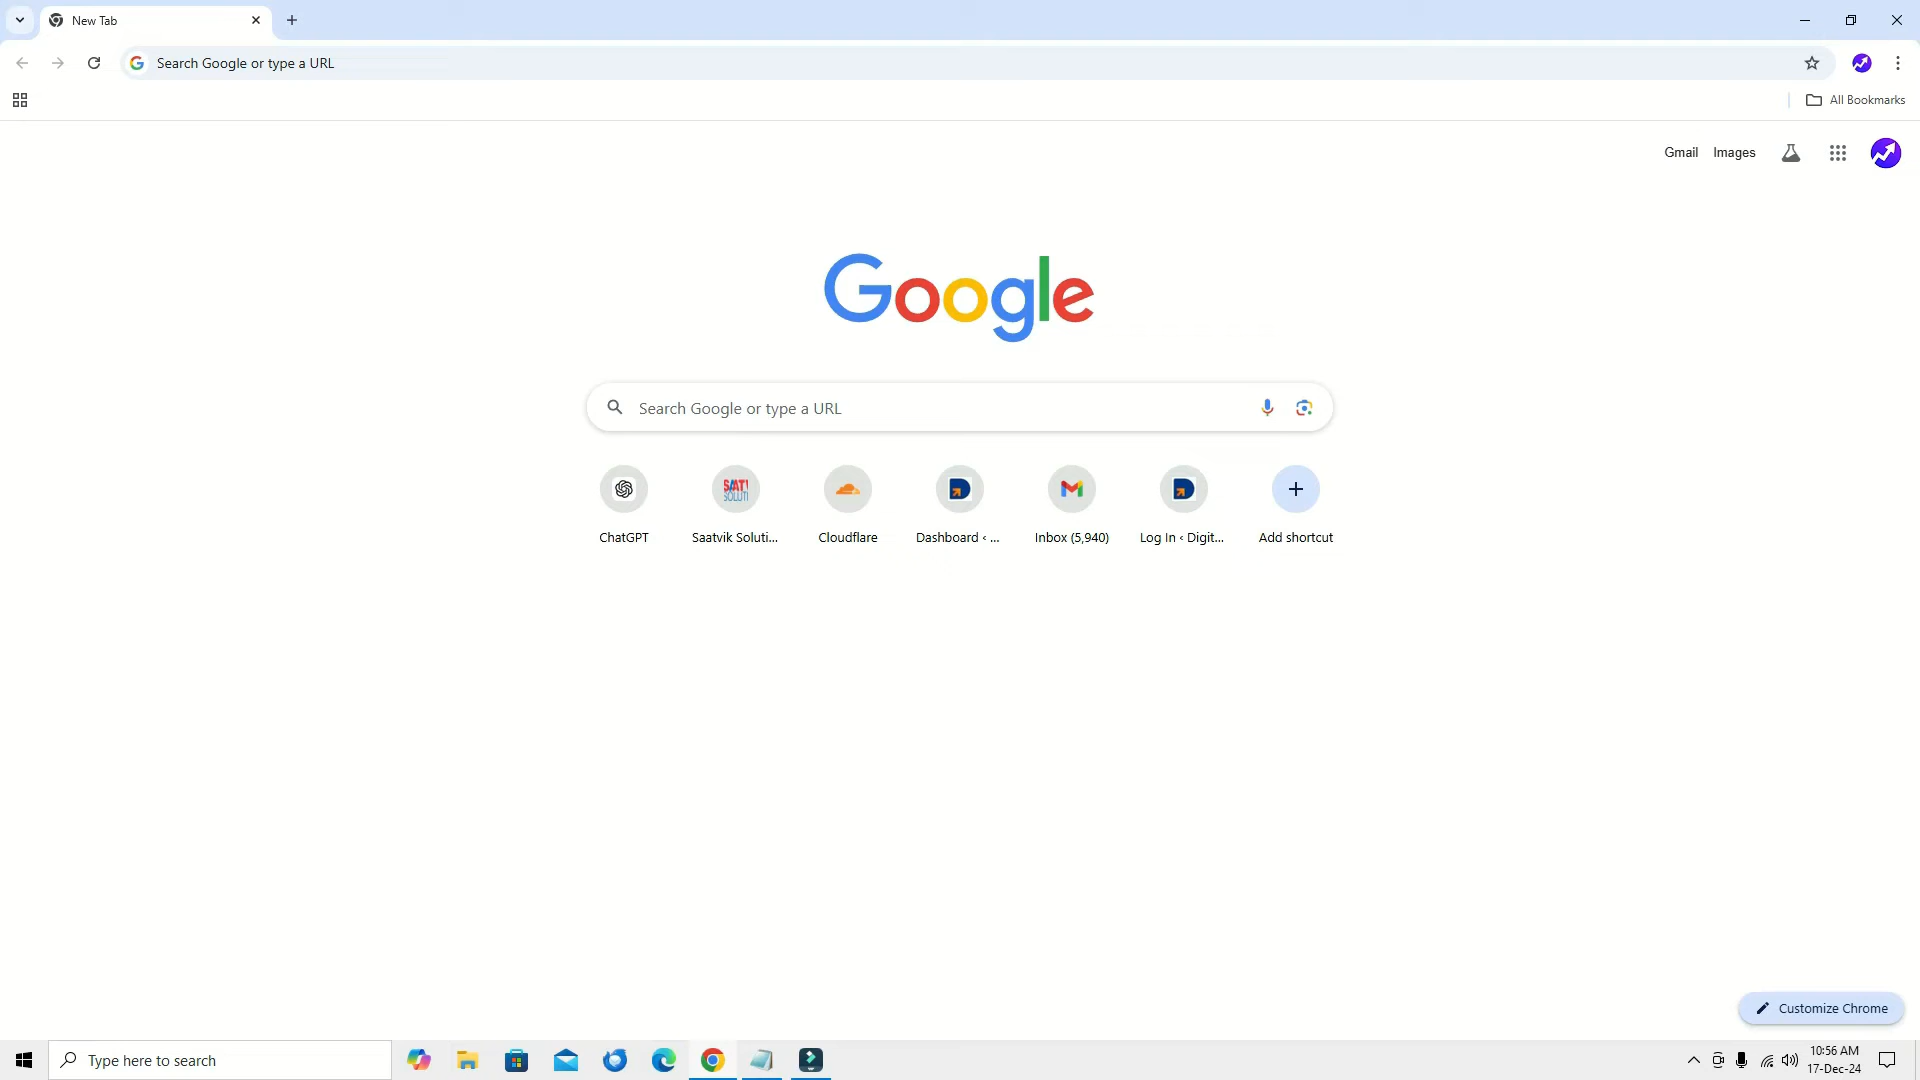 New Tab
Search Google or type a URL
All Bookmarks
Gmail Images
Google
Search Google or type a URL
ChatGPT
Saatvik Soluti...
Cloudflare
Dashboard ‹ ...
Inbox (5,940)
Log In ‹ Digit...
Add shortcut
Customize Chrome
Type here to search
10:56 AM
17-Dec-24